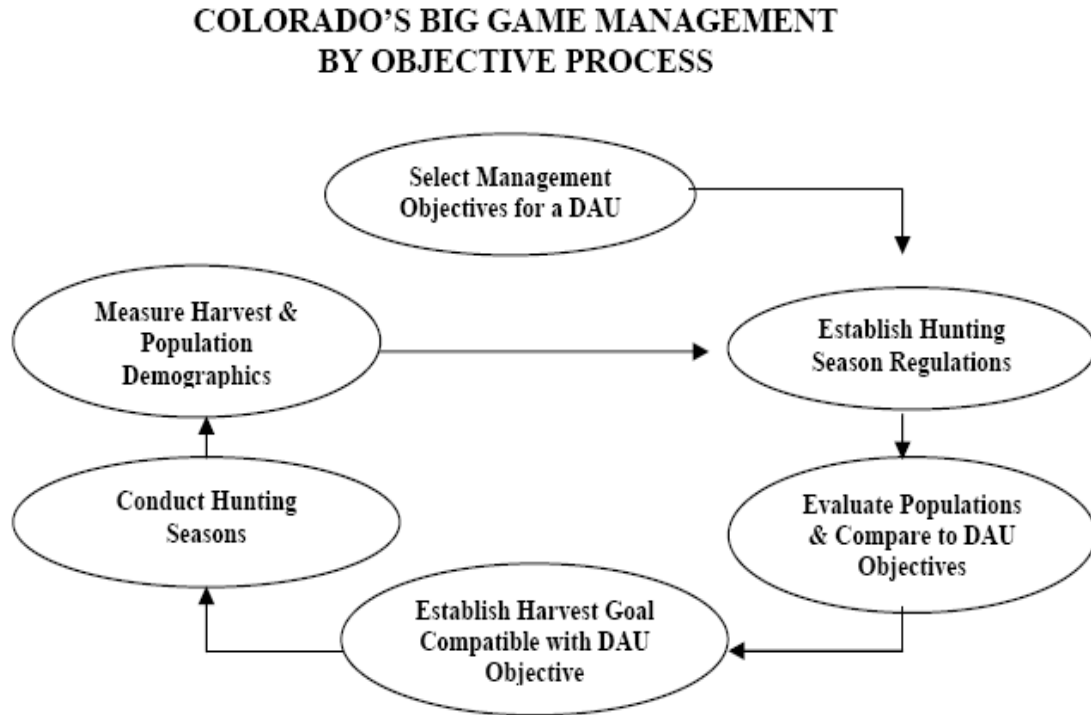 COLORADO'S BIG GAME MANAGEMENT
BY OBJECTIVE PROCESS
Select Management
Objectives for a DAU
Establish Hunting
Season Regulations
Evaluate Populations
& Compare to DAU
Objectives
Establish Harvest Goal
Compatible with DAU
Objective
Conduct Hunting
Seasons
Measure Harvest &
Population
Demographics